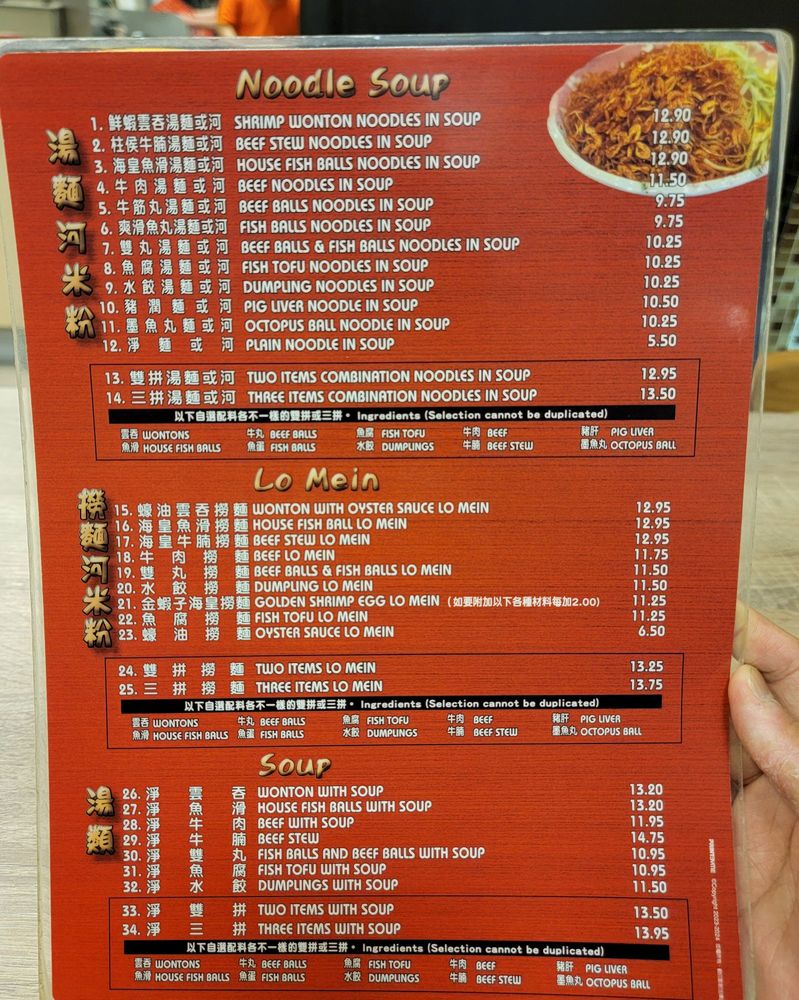 Noodle Soup
湯麵河米粉
1. 鮮蝦雲吞湯麵或河 SHRIMP WONTON NOODLES IN SOUP 12.90
2. 柱侯牛腩湯麵或河 BEEF STEW NOODLES IN SOUP 12.90
3. 海皇魚滑湯麵或河 HOUSE FISH BALLS NOODLES IN SOUP 12.90
4. 牛肉湯麵或河 BEEF NOODLES IN SOUP 11.50
5. 牛筋丸湯麵或河 BEEF BALLS NOODLES IN SOUP 9.75
6. 爽滑魚丸湯麵或河 FISH BALLS NOODLES IN SOUP 9.75
7. 雙丸湯麵或河 BEEF BALLS & FISH BALLS NOODLES IN SOUP 10.25
8. 魚腐湯麵或河 FISH TOFU NOODLES IN SOUP 10.25
9. 水餃湯麵或河 DUMPLING NOODLES IN SOUP 10.25
10. 豬潤麵或河 PIG LIVER NOODLE IN SOUP 10.50
11. 墨魚丸麵或河 OCTOPUS BALL NOODLE IN SOUP 10.25
12. 淨麵或河 PLAIN NOODLE IN SOUP 5.50
13. 雙拼湯麵或河 TWO ITEMS COMBINATION NOODLES IN SOUP 12.95
14. 三拼湯麵或河 THREE ITEMS COMBINATION NOODLES IN SOUP 13.50
以下自選配料各不一樣的雙拼或三拼。 Ingredients (Selection cannot be duplicated)
雲吞 WONTONS 牛丸 BEEF BALLS 魚腐 FISH TOFU 牛肉 BEEF 豬肝 PIG LIVER
魚滑 HOUSE FISH BALLS 魚蛋 FISH BALLS 水餃 DUMPLINGS 牛腩 BEEF STEW 墨魚丸 OCTOPUS BALL
Lo Mein
撈麵河米粉
15. 蠔油雲吞撈麵 WONTON WITH OYSTER SAUCE LO MEIN 12.95
16. 海皇魚滑撈麵 HOUSE FISH BALL LO MEIN 12.95
17. 海皇牛腩撈麵 BEEF STEW LO MEIN 12.95
18. 牛肉撈麵 BEEF LO MEIN 11.75
19. 雙丸撈麵 BEEF BALLS & FISH BALLS LO MEIN 11.50
20. 水餃撈麵 DUMPLING LO MEIN 11.50
21. 金蝦子海皇撈麵 GOLDEN SHRIMP EGG LO MEIN (如要附加以下各種材料每加2.00) 11.25
22. 魚腐撈麵 FISH TOFU LO MEIN 11.25
23. 蠔油撈麵 OYSTER SAUCE LO MEIN 6.50
24. 雙拼撈麵 TWO ITEMS LO MEIN 13.25
25. 三拼撈麵 THREE ITEMS LO MEIN 13.75
以下自選配料各不一樣的雙拼或三拼。 Ingredients (Selection cannot be duplicated)
雲吞 WONTONS 牛丸 BEEF BALLS 魚腐 FISH TOFU 牛肉 BEEF 豬肝 PIG LIVER
魚滑 HOUSE FISH BALLS 魚蛋 FISH BALLS 水餃 DUMPLINGS 牛腩 BEEF STEW 墨魚丸 OCTOPUS BALL
Soup
湯類
26. 淨雲吞 WONTON WITH SOUP 13.20
27. 淨魚滑 HOUSE FISH BALLS WITH SOUP 13.20
28. 淨牛肉 BEEF WITH SOUP 11.95
29. 淨牛腩 BEEF STEW 14.75
30. 淨雙丸 FISH BALLS AND BEEF BALLS WITH SOUP 10.95
31. 淨魚腐 FISH TOFU WITH SOUP 10.95
32. 淨水餃 DUMPLINGS WITH SOUP 11.50
33. 淨雙拼 TWO ITEMS WITH SOUP 13.50
34. 淨三拼 THREE ITEMS WITH SOUP 13.95
以下自選配料各不一樣的雙拼或三拼。 Ingredients (Selection cannot be duplicated)
雲吞 WONTONS 牛丸 BEEF BALLS 魚腐 FISH TOFU 牛肉 BEEF 豬肝 PIG LIVER
魚滑 HOUSE FISH BALLS 魚蛋 FISH BALLS 水餃 DUMPLINGS 牛腩 BEEF STEW 墨魚丸 OCTOPUS BALL
©Copyright 2023-2024